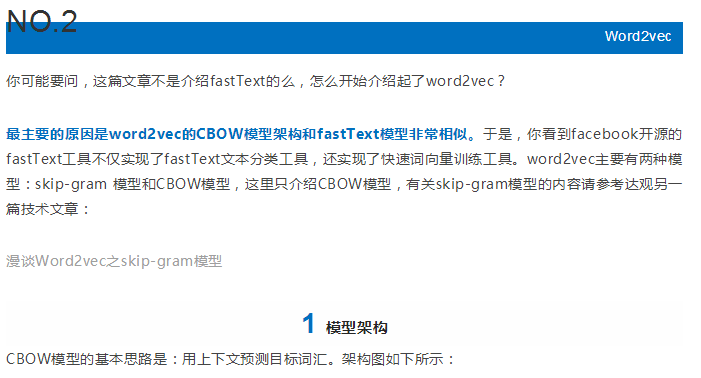 NO.2
Word2vec
你可能要问，这篇文章不是介绍fastText的么，怎么开始介绍起了word2vec？
最主要的原因是word2vec的CBOW模型架构和fastText模型非常相似。于是，你看到facebook开源的
fastText工具不仅实现了fastText文本分类工具，还实现了快速词向量训练工具。word2vec主要有两种模
型：skip-gram 模型和CBOW模型，这里只介绍CBOW模型，有关skip-gram模型的内容请参考达观另一
篇技术文章：
漫谈Word2vec之skip-gram模型
1 模型架构
CBOW模型的基本思路是：用上下文预测目标词汇。架构图如下所示：